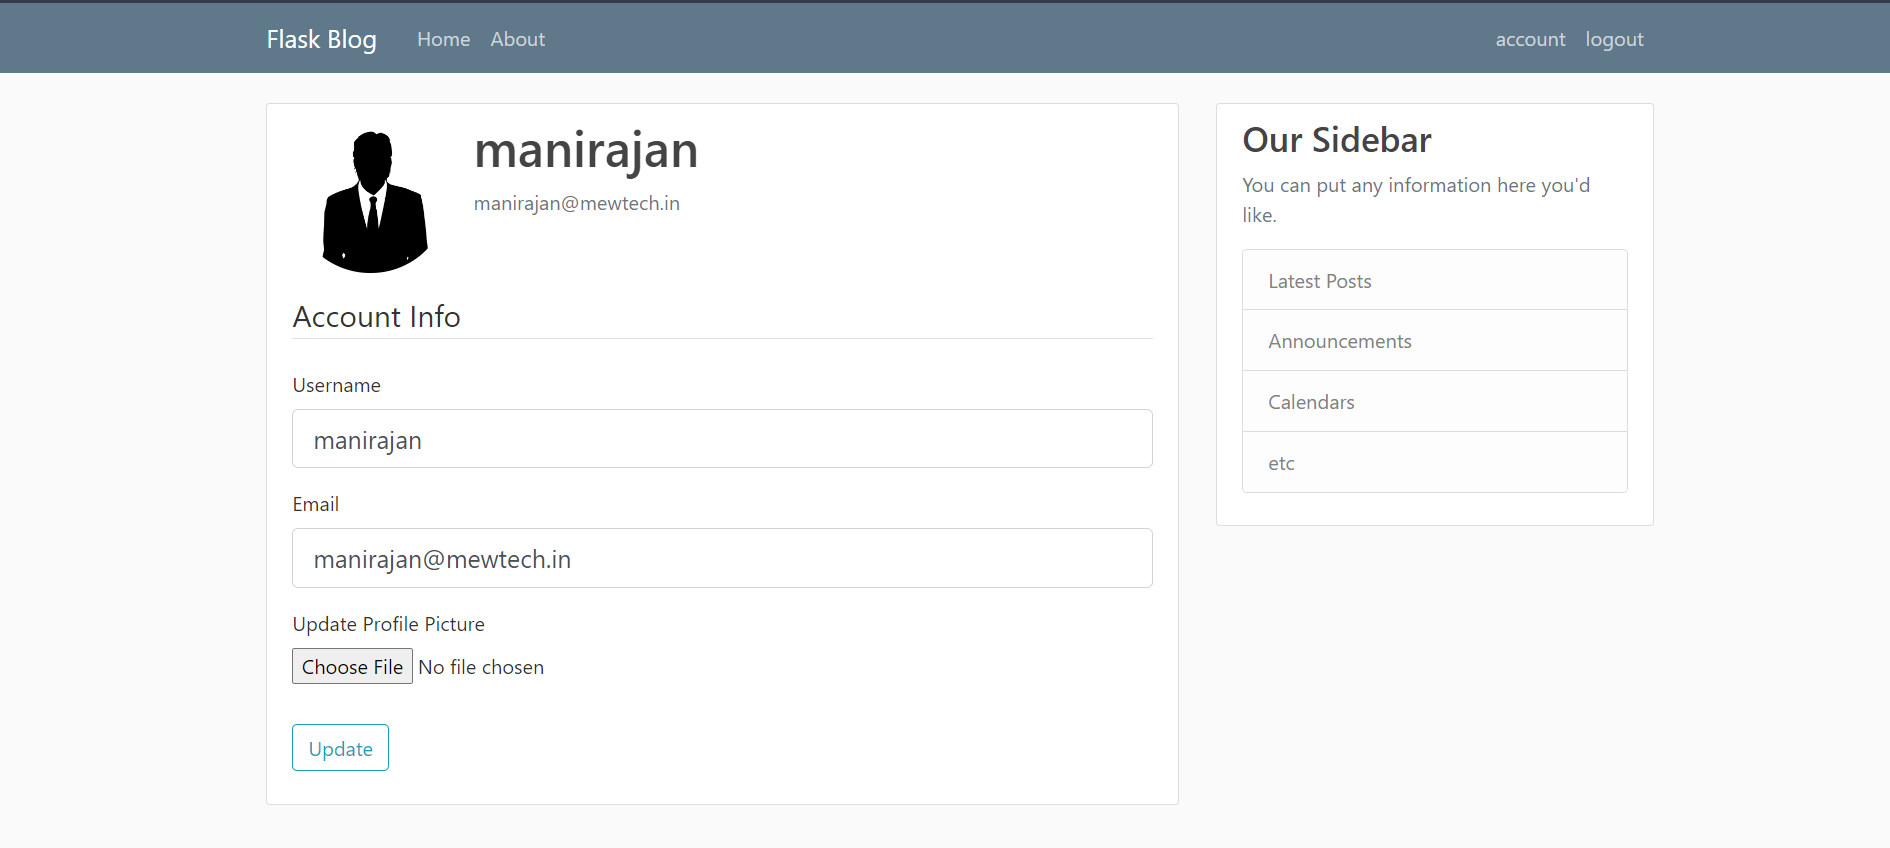 Flask Blog Home About account logout
manirajan
manirajan@mewtech.in
Account Info
Username
manirajan
Email
manirajan@mewtech.in
Update Profile Picture
Choose File No file chosen
Update
Our Sidebar
You can put any information here you'd
like.
Latest Posts
Announcements
Calendars
etc